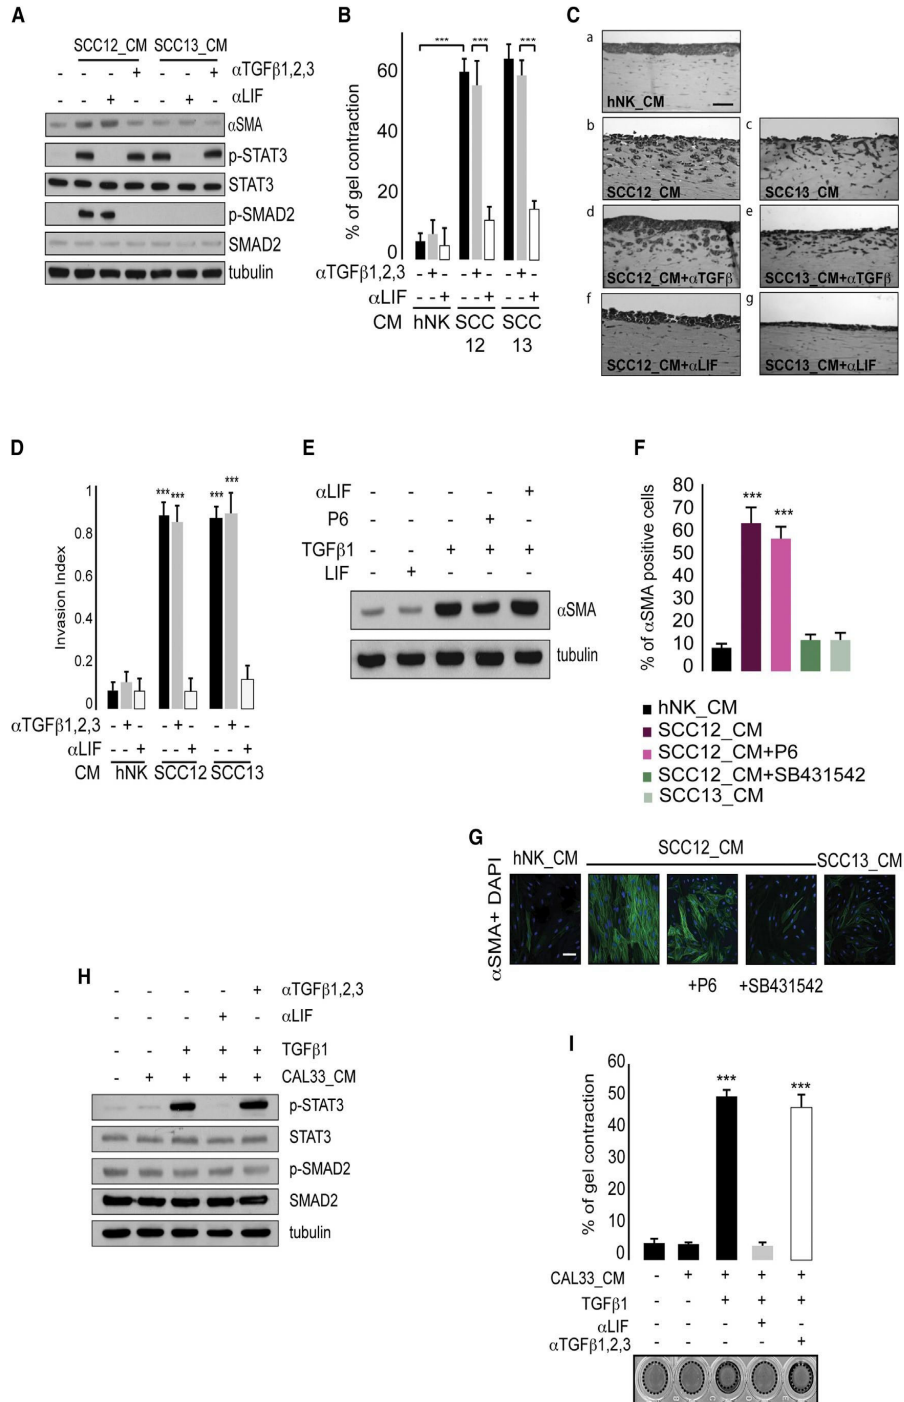 A
SCC12_CM SCC13_CM
- - - + - - + αTGFβ1,2,3
- - + - - + - αLIF
αSMA
p-STAT3
STAT3
p-SMAD2
SMAD2
tubulin
B
*** *** ***
% of gel contraction
60
40
20
0
αTGFβ1,2,3 - + - - + - - + -
αLIF - - + - - + - - +
CM hNK SCC 12 SCC 13
C
a
hNK_CM
b
SCC12_CM
c
SCC13_CM
d
SCC12_CM+αTGFβ
e
SCC13_CM+αTGFβ
f
SCC12_CM+αLIF
g
SCC13_CM+αLIF
D
Invasion Index
1
0.8
0.6
0.4
0.2
0
*** *** *** ***
αTGFβ1,2,3 - + - - + - - + -
αLIF - - + - - + - - +
CM hNK SCC12 SCC13
E
αLIF - - - - +
P6 - - - + -
TGFβ1 - - + + +
LIF - + - - -
αSMA
tubulin
F
% of αSMA positive cells
80
70
60
50
40
30
20
10
0
*** ***
hNK_CM
SCC12_CM
SCC12_CM+P6
SCC12_CM+SB431542
SCC13_CM
G
αSMA+ DAPI
hNK_CM SCC12_CM SCC13_CM
+P6 +SB431542
H
- - - - + αTGFβ1,2,3
- - - + - αLIF
- - + + + TGFβ1
- + + + + CAL33_CM
p-STAT3
STAT3
p-SMAD2
SMAD2
tubulin
I
% of gel contraction
60
50
40
30
20
10
0
*** ***
CAL33_CM - + + + +
TGFβ1 - - + + +
αLIF - - - + -
αTGFβ1,2,3 - - - - +